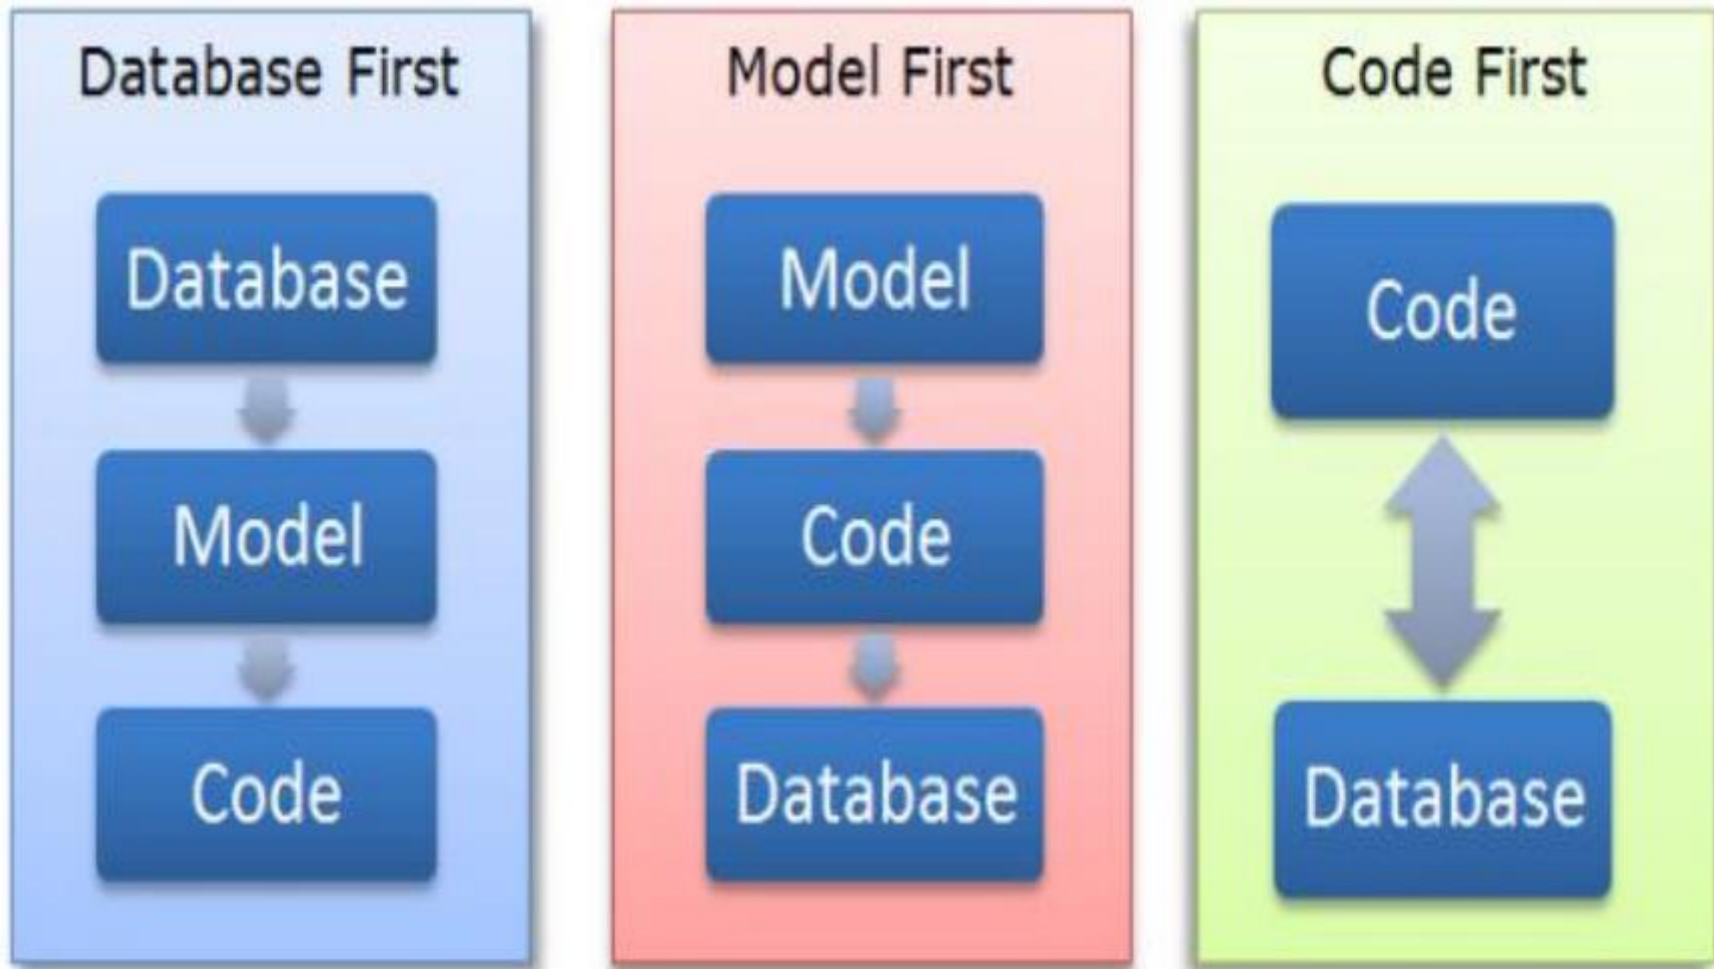 Database First
Database
Model
Code
Model First
Model
Code
Database
Code First
Code
Database